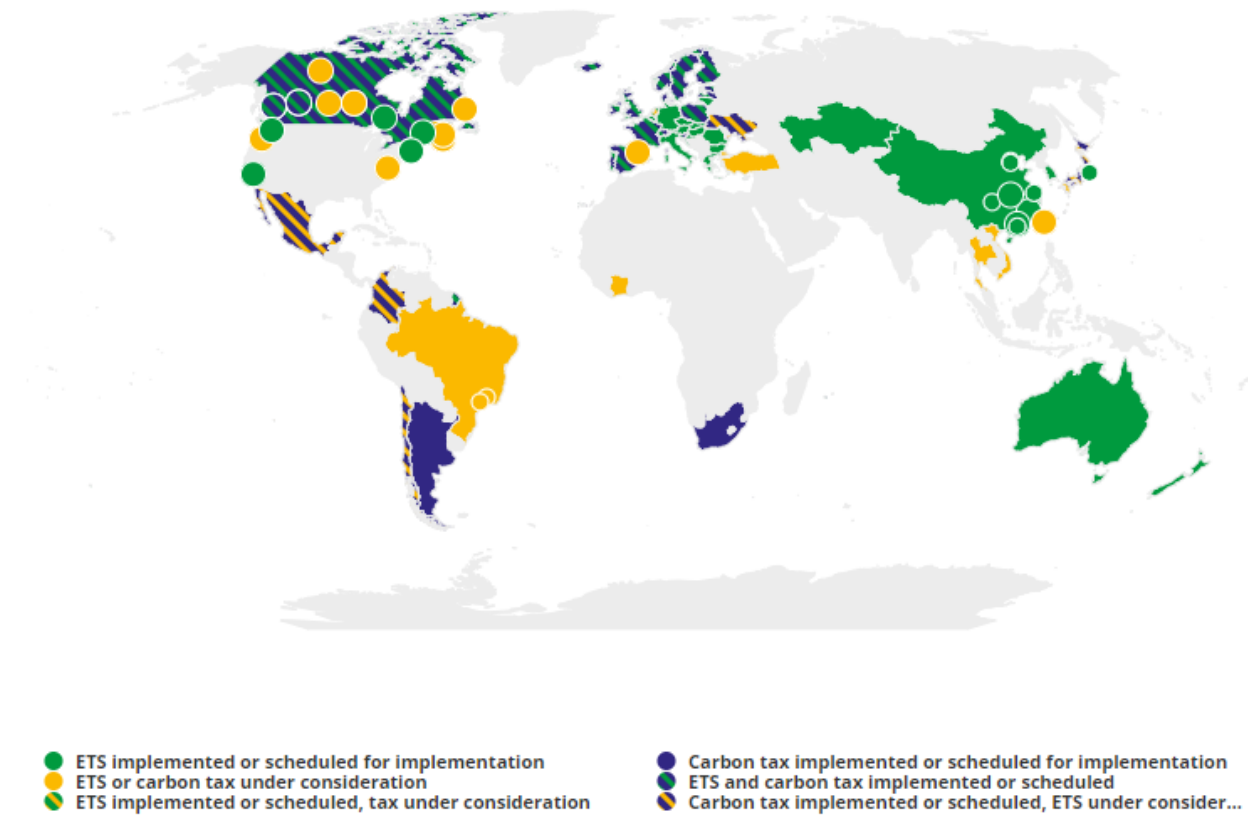 ETS implemented or scheduled for implementation
ETS or carbon tax under consideration
ETS implemented or scheduled, tax under consideration
Carbon tax implemented or scheduled for implementation
ETS and carbon tax implemented or scheduled
Carbon tax implemented or scheduled, ETS under consider...